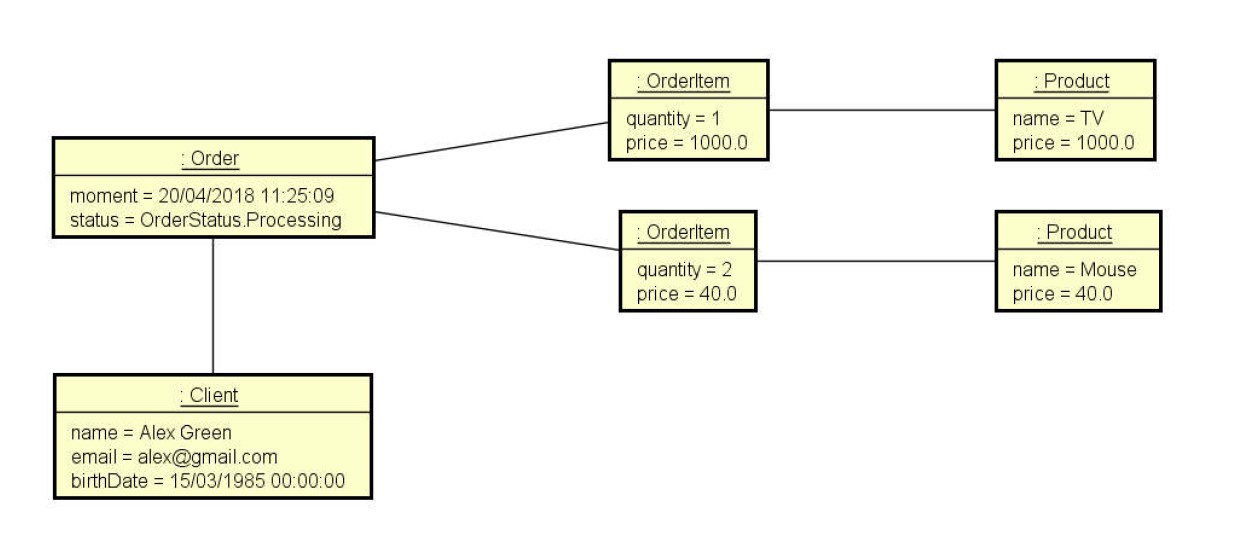 : Order
moment = 20/04/2018 11:25:09
status = OrderStatus.Processing
: OrderItem
quantity = 1
price = 1000.0
: Product
name = TV
price = 1000.0
: OrderItem
quantity = 2
price = 40.0
: Product
name = Mouse
price = 40.0
: Client
name = Alex Green
email = alex@gmail.com
birthDate = 15/03/1985 00:00:00